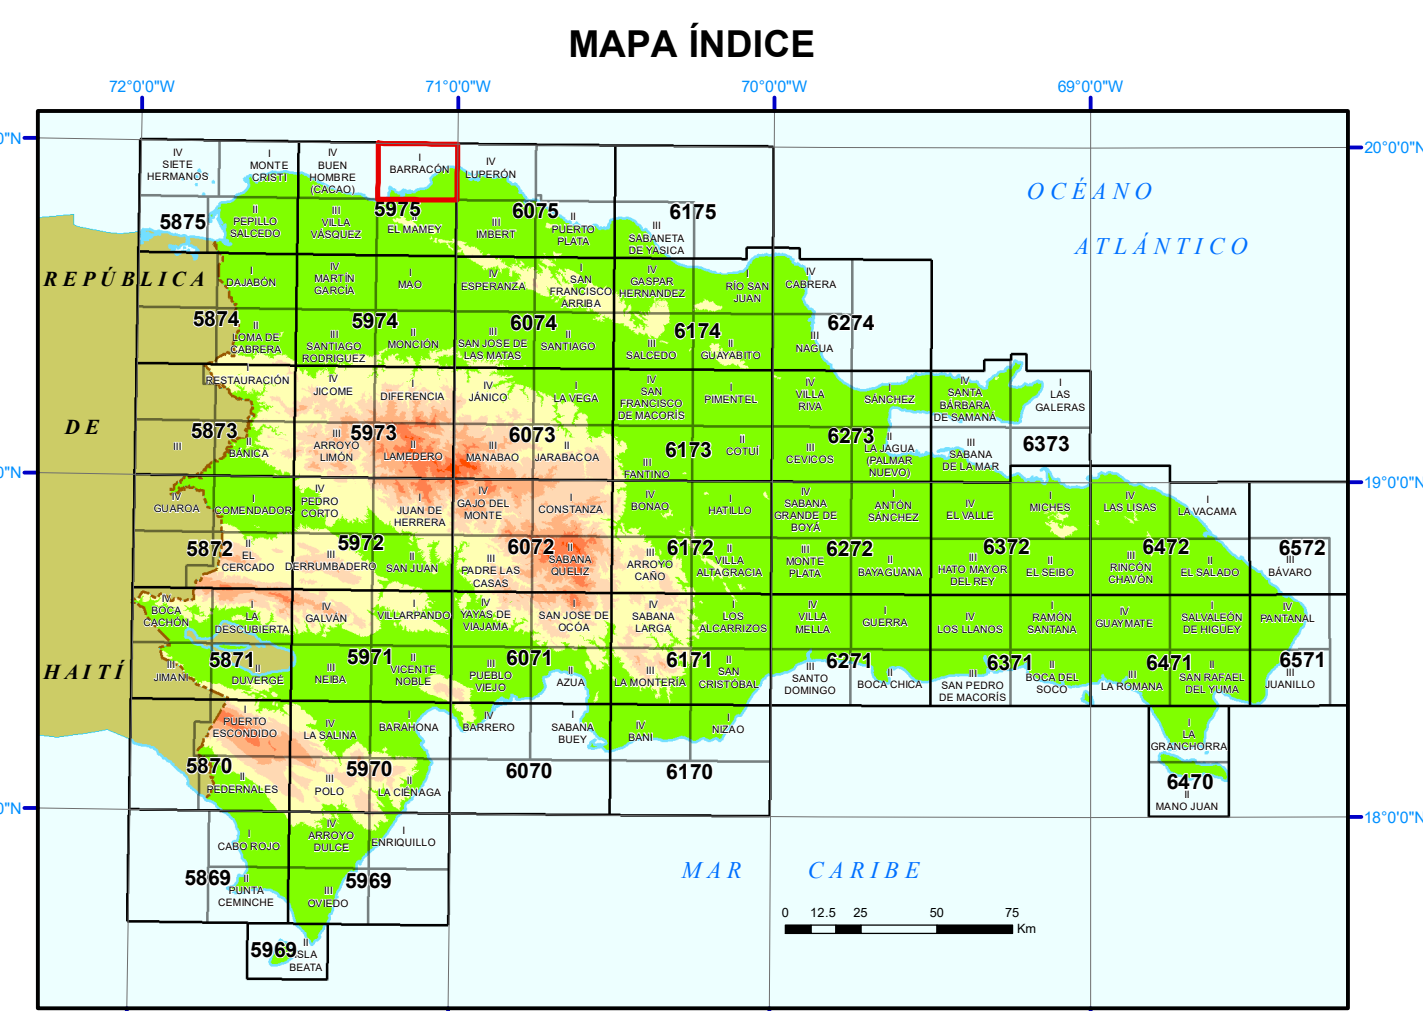 MAPA ÍNDICE
72°0'0"W 71°0'0"W 70°0'0"W 69°0'0"W
0"N
20°0'0"N
IV SIETE HERMANOS
I MONTE CRISTI
IV BUEN HOMBRE (CACAO)
I BARRACÓN
IV LUPERÓN
OCÉANO
ATLÁNTICO
5875
II PEPILLO SALCEDO
III VILLA VÁSQUEZ
5975
II EL MAMEY
III IMBERT
6075
II PUERTO PLATA
III SABANETA DE YASICA
6175
REPÚBLICA
I DAJABÓN
IV MARTÍN GARCÍA
I MAO
IV ESPERANZA
I SAN FRANCISCO ARRIBA
IV GASPAR HERNANDEZ
I RÍO SAN JUAN
IV CABRERA
5874
II LOMA DE CABRERA
III SANTIAGO RODRIGUEZ
5974
II MONCIÓN
III SAN JOSE DE LAS MATAS
6074
II SANTIAGO
III SALCEDO
6174
II GUAYABITO
III NAGUA
6274
I RESTAURACIÓN
IV JICOME
I DIFERENCIA
IV JÁNICO
I LA VEGA
IV SAN FRANCISCO DE MACORÍS
I PIMENTEL
IV VILLA RIVA
I SÁNCHEZ
IV SANTA BÁRBARA DE SAMANÁ
I LAS GALERAS
DE
III
5873
II BÁNICA
III ARROYO LIMÓN
5973
II LAMEDERO
III MANABAO
6073
II JARABACOA
III FANTINO
6173
II COTUÍ
III CEVICOS
6273
II LA JAGUA (PALMAR NUEVO)
III SABANA DE LA MAR
6373
0"N
19°0'0"N
IV GUAROA
I COMENDADOR
IV PEDRO CORTO
I JUAN DE HERRERA
IV GAJO DEL MONTE
I CONSTANZA
IV BONAO
I HATILLO
IV SABANA GRANDE DE BOYÁ
I ANTÓN SÁNCHEZ
IV EL VALLE
I MICHES
IV LAS LISAS
I LA VACAMA
5872
II EL CERCADO
III DERRUMBADERO
5972
II SAN JUAN
III PADRE LAS CASAS
6072
II SABANA QUELIZ
III ARROYO CAÑO
6172
II VILLA ALTAGRACIA
III MONTE PLATA
6272
II BAYAGUANA
III HATO MAYOR DEL REY
6372
II EL SEIBO
III RINCÓN CHAVÓN
6472
II EL SALADO
6572
III BÁVARO
IV BOCA CACHÓN
I LA DESCUBIERTA
IV GALVÁN
I VILLARPANDO
IV YAYAS DE VIAJAMA
I SAN JOSE DE OCÓA
IV SABANA LARGA
I LOS ALCARRIZOS
IV VILLA MELLA
I GUERRA
IV LOS LLANOS
I RAMÓN SANTANA
IV GUAYMATE
I SALVALEÓN DE HIGÜEY
IV PANTANAL
HAITÍ
III JIMANÍ
5871
II DUVERGÉ
III NEIBA
5971
II VICENTE NOBLE
III PUEBLO VIEJO
6071
II AZUA
III LA MONTERÍA
6171
II SAN CRISTÓBAL
III SANTO DOMINGO
6271
II BOCA CHICA
III SAN PEDRO DE MACORÍS
6371
II BOCA DEL SOCO
III LA ROMANA
6471
II SAN RAFAEL DEL YUMA
6571
III JUANILLO
I PUERTO ESCONDIDO
IV LA SALINA
I BARAHONA
IV BARRERO
I SABANA BUEY
IV BANI
I NIZAO
I LA GRANCHORRA
5870
II PEDERNALES
III POLO
5970
II LA CIÉNAGA
6070
6170
6470
II MANO JUAN
0"N
18°0'0"N
I CABO ROJO
IV ARROYO DULCE
I ENRIQUILLO
MAR CARIBE
5869
II PUNTA CEMINCHE
III OVIEDO
5969
0 12.5 25 50 75
Km
5969
II ISLA BEATA